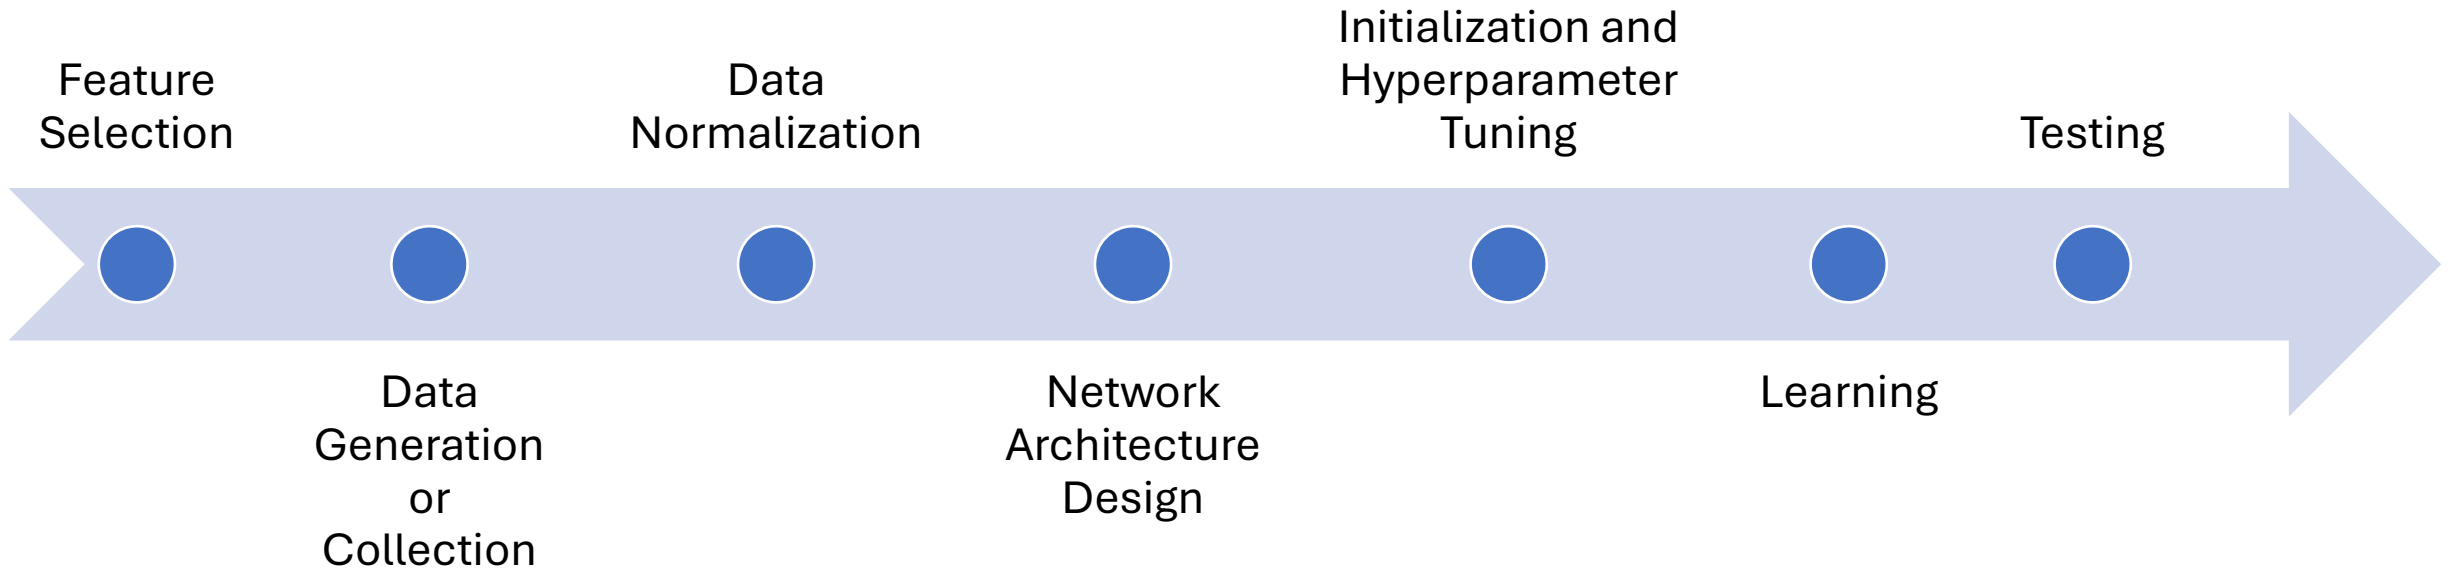 Feature
Selection
Data
Generation
or
Collection
Data
Normalization
Network
Architecture
Design
Initialization and
Hyperparameter
Tuning
Learning
Testing